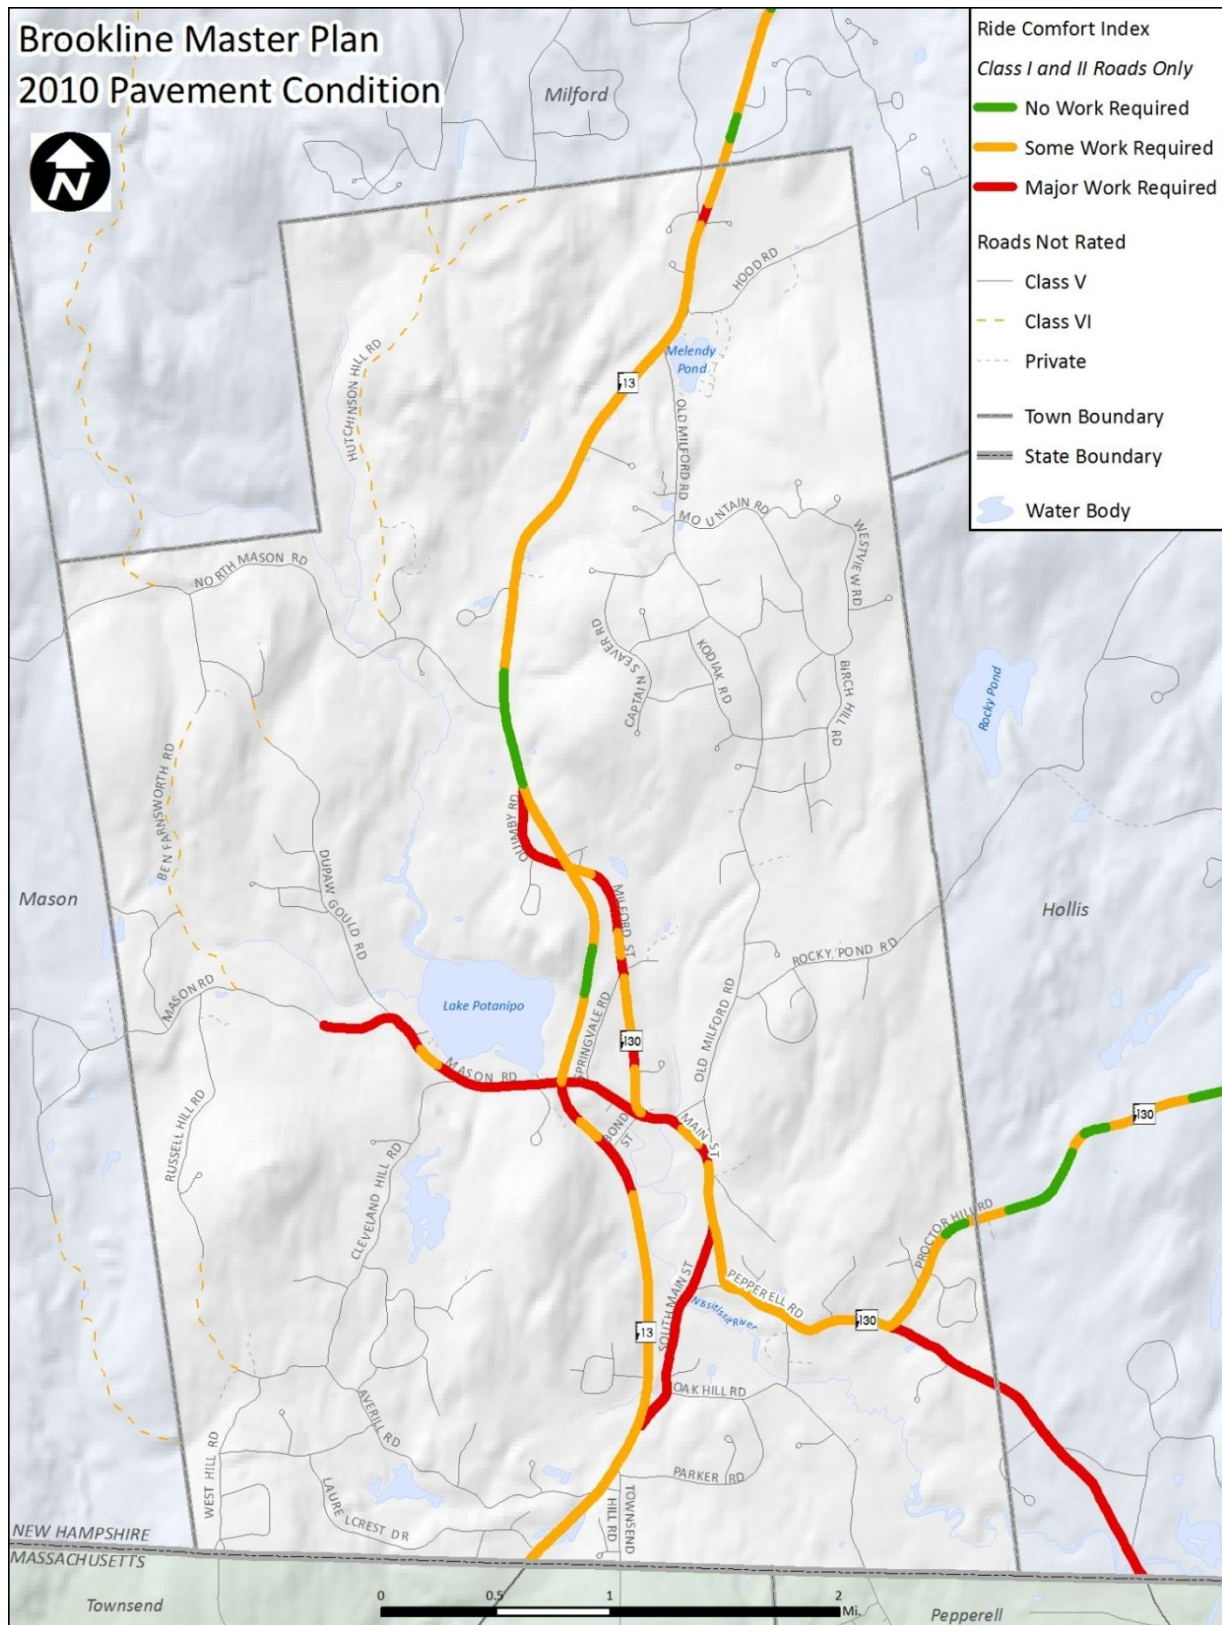 Brookline Master Plan
2010 Pavement Condition
N
Ride Comfort Index
Class I and II Roads Only
No Work Required
Some Work Required
Major Work Required
Roads Not Rated
Class V
Class VI
Private
Town Boundary
State Boundary
Water Body
Milford
HOOD RD
Melendy
Pond
13
HUTCHINSON HILL RD
OLD MILFORD RD
MOUNTAIN RD
WESTVIEW RD
NORTH MASON RD
CAPTAIN SEAVER RD
KODIAK RD
BIRCH HILL RD
Rocky Pond
BEN FARNSWORTH RD
QUIMBY RD
DUPAW GOULD RD
MILFORD ST
Mason
Hollis
ROCKY POND RD
MASON RD
Lake Potanipo
SPRINGVALE RD
OLD MILFORD RD
130
MASON RD
BOND
ST
MAIN ST
130
RUSSELL HILL RD
CLEVELAND HILL RD
PROCTOR HILL RD
SOUTH MAIN ST
PEPPERELL RD
Nissitissit River
130
13
OAK HILL RD
AVERILL RD
WEST HILL RD
LAURELCREST DR
PARKER RD
TOWNSEND
HILL RD
NEW HAMPSHIRE
MASSACHUSETTS
Townsend
Pepperell
0 0.5 1 2
Mi.